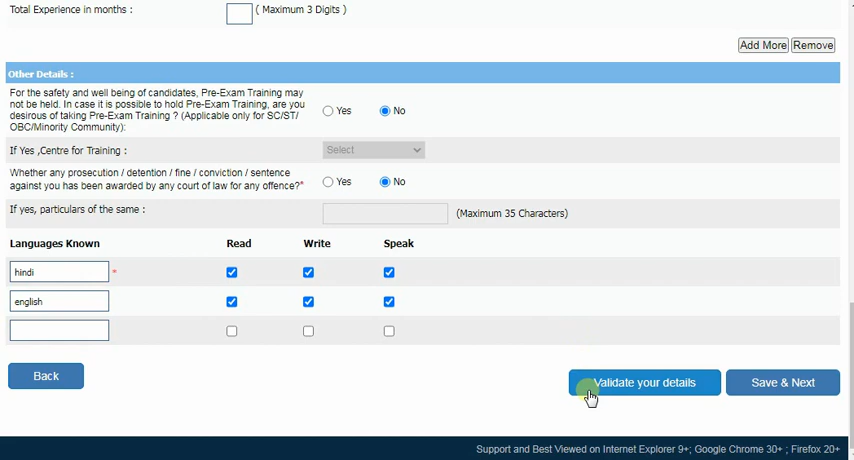 Total Experience in months :
( Maximum 3 Digits )
Add More Remove
Other Details :
For the safety and well being of candidates, Pre-Exam Training may
not be held. In case it is possible to hold Pre-Exam Training, are you
desirous of taking Pre-Exam Training ? (Applicable only for SC/ST/
OBC/Minority Community):
Yes No
If Yes ,Centre for Training :
Select
Whether any prosecution / detention / fine / conviction / sentence
against you has been awarded by any court of law for any offence?*
Yes No
If yes, particulars of the same :
(Maximum 35 Characters)
Languages Known Read Write Speak
hindi *
english
Back
Validate your details Save & Next
Support and Best Viewed on Internet Explorer 9+; Google Chrome 30+ ; Firefox 20+